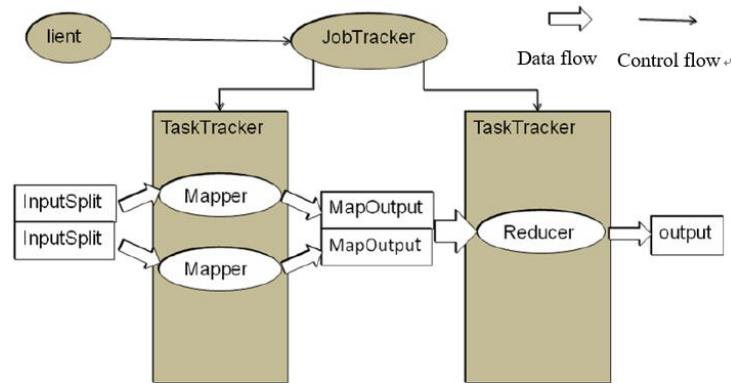 lient
JobTracker
Data flow
Control flow
TaskTracker
TaskTracker
InputSplit
InputSplit
Mapper
Mapper
MapOutput
MapOutput
Reducer
output